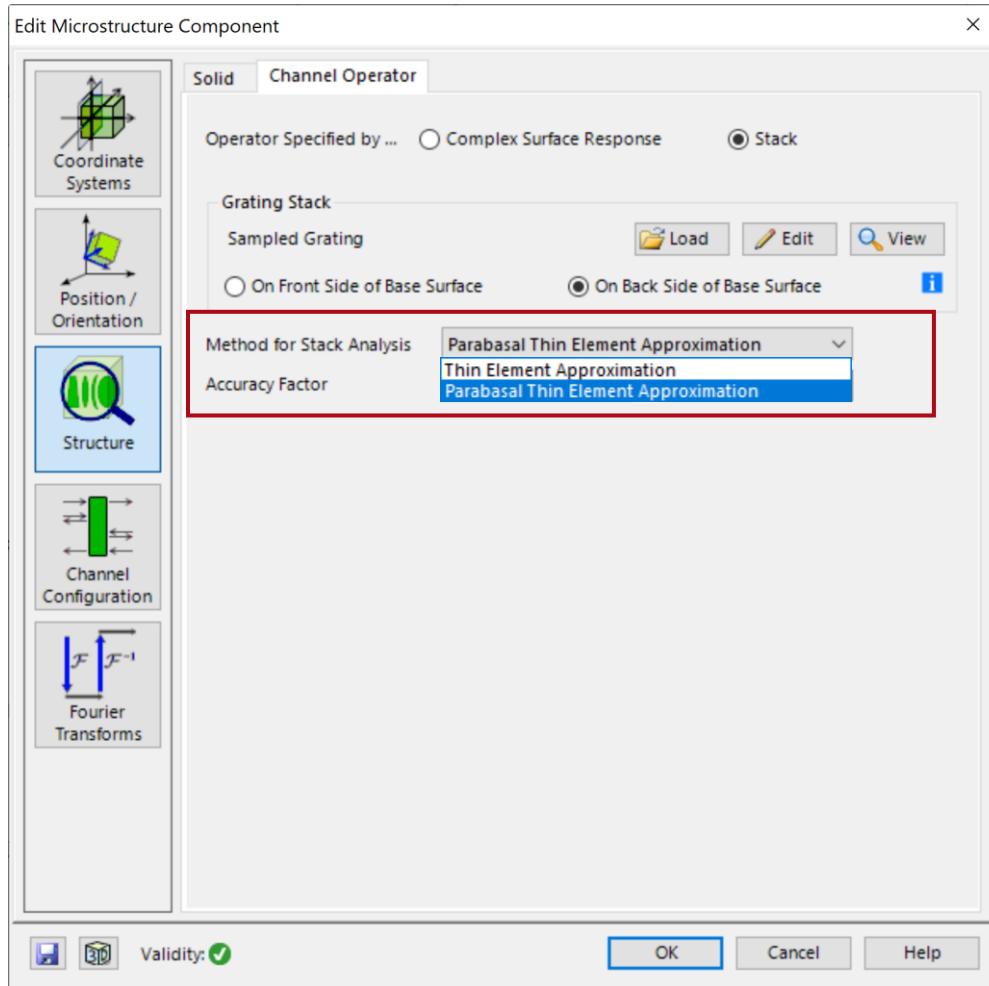 Edit Microstructure Component
Solid
Channel Operator
Coordinate
Systems
Position /
Orientation
Structure
Channel
Configuration
ℱ ℱ⁻¹
Fourier
Transforms
Operator Specified by ... Complex Surface Response Stack
Grating Stack
Sampled Grating Load Edit View
On Front Side of Base Surface On Back Side of Base Surface i
Method for Stack Analysis Parabasal Thin Element Approximation
Thin Element Approximation
Accuracy Factor
Parabasal Thin Element Approximation
3D Validity: OK Cancel Help